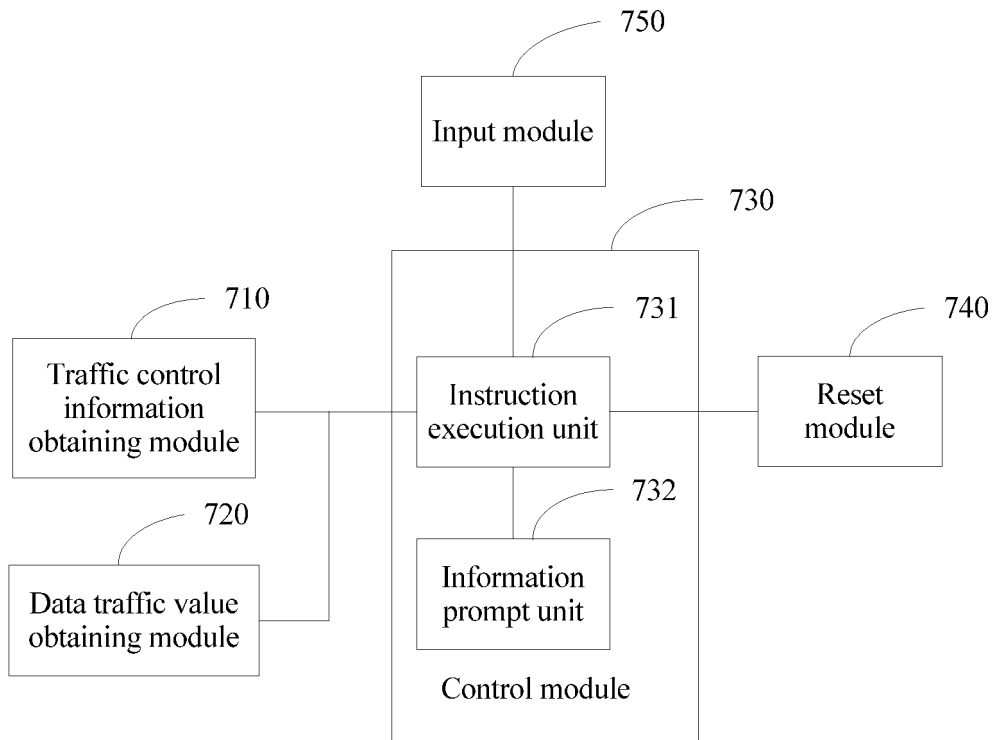 750
Input module
730
710
Traffic control
information
obtaining module
731
Instruction
execution unit
740
Reset
module
720
Data traffic value
obtaining module
732
Information
prompt unit
Control module